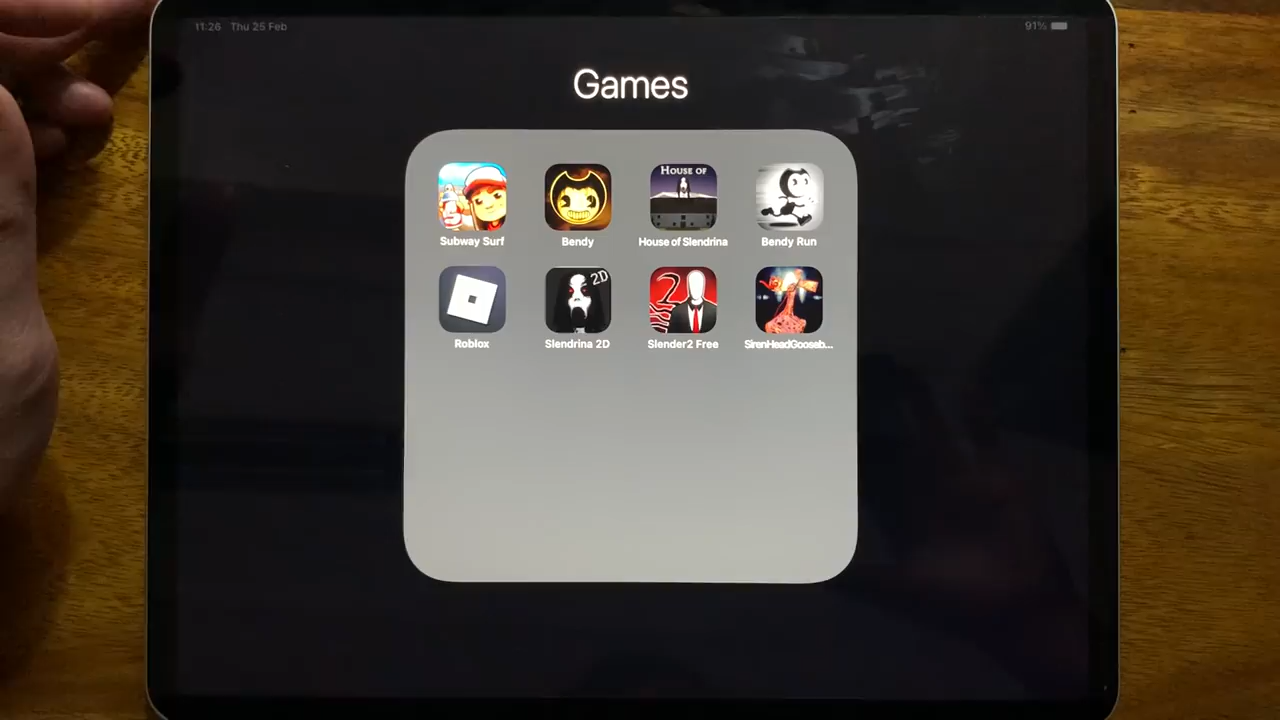 11:26 Thu 25 Feb
91%
Games
HOUSE OF
Subway Surf
Bendy
House of Slendrina
Bendy Run
2D
2
Roblox
Slendrina 2D
Slender2 Free
SirenHeadGooseb...